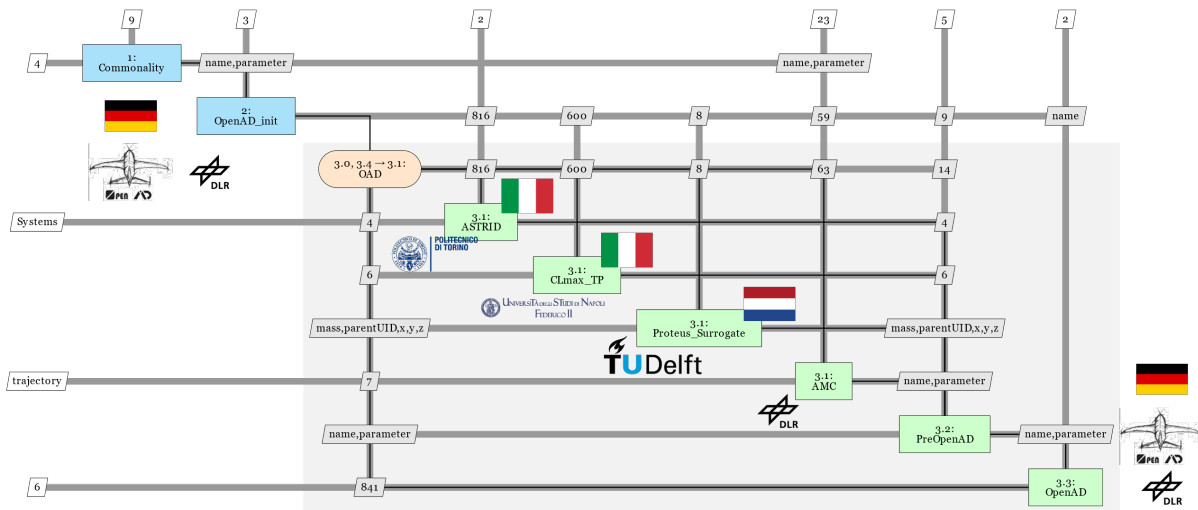 9
3
2
23
5
2
4
1:
Commonality
name,parameter
name,parameter
2:
OpenAD_init
816
600
8
59
9
name
3.0, 3.4 → 3.1:
OAD
816
600
8
63
14
DLR
OPEN AD
Systems
4
3.1:
ASTRID
4
POLITECNICO
DI TORINO
6
3.1:
CLmax_TP
6
UNIVERSITÀ DEGLI STUDI DI NAPOLI
FEDERICO II
mass,parentUID,x,y,z
3.1:
Proteus_Surrogate
mass,parentUID,x,y,z
TUDelft
trajectory
7
3.1:
AMC
name,parameter
DLR
name,parameter
3.2:
PreOpenAD
name,parameter
OPEN AD
6
841
3.3:
OpenAD
DLR